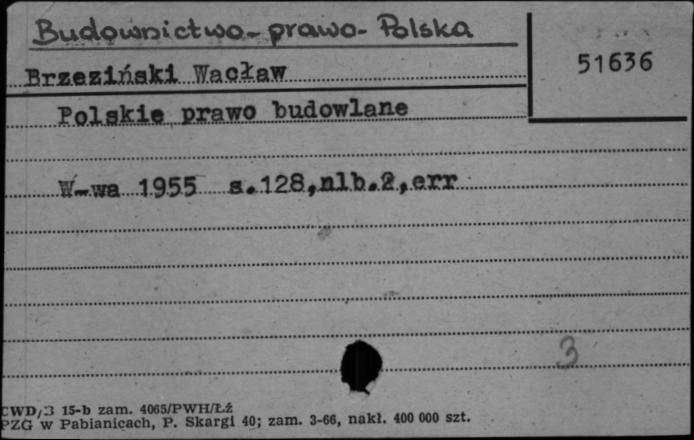 Budownictwo - prawo - Polska
51636
Brzeziński Wacław
Polskie prawo budowlane
W-wa 1955 s.128,nlb.2,err
3
CWD/3 15-b zam. 4065/PWH/Łź
PZG w Pabianicach, P. Skargi 40; zam. 3-66, nakł. 400 000 szt.